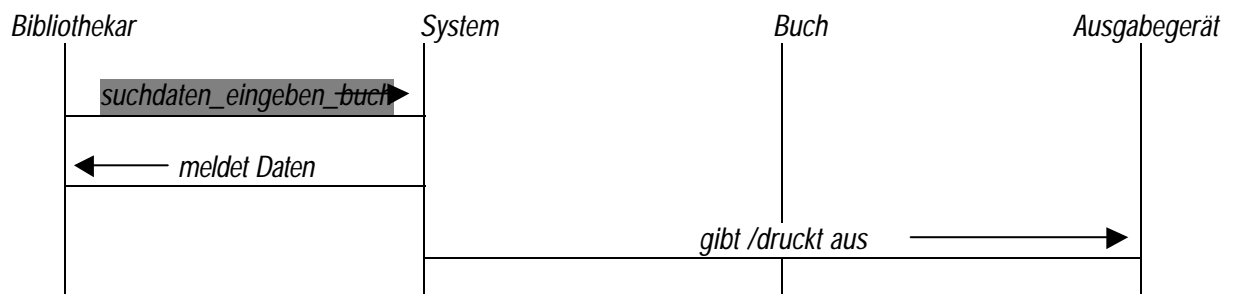 Bibliothekar System Buch Ausgabegerät
suchdaten_eingeben_buch
meldet Daten
gibt /druckt aus